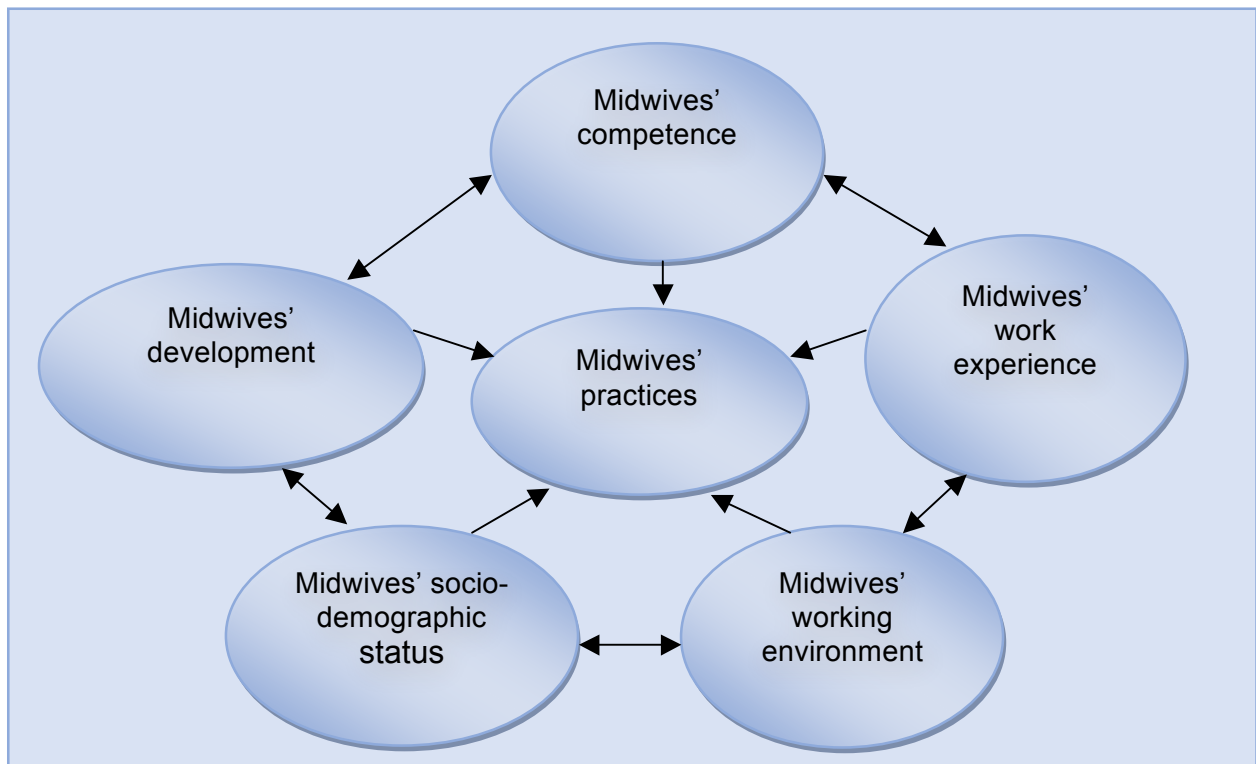 Midwives’
competence
Midwives’
development
Midwives’
practices
Midwives’
work
experience
Midwives’ socio-
demographic
status
Midwives’
working
environment